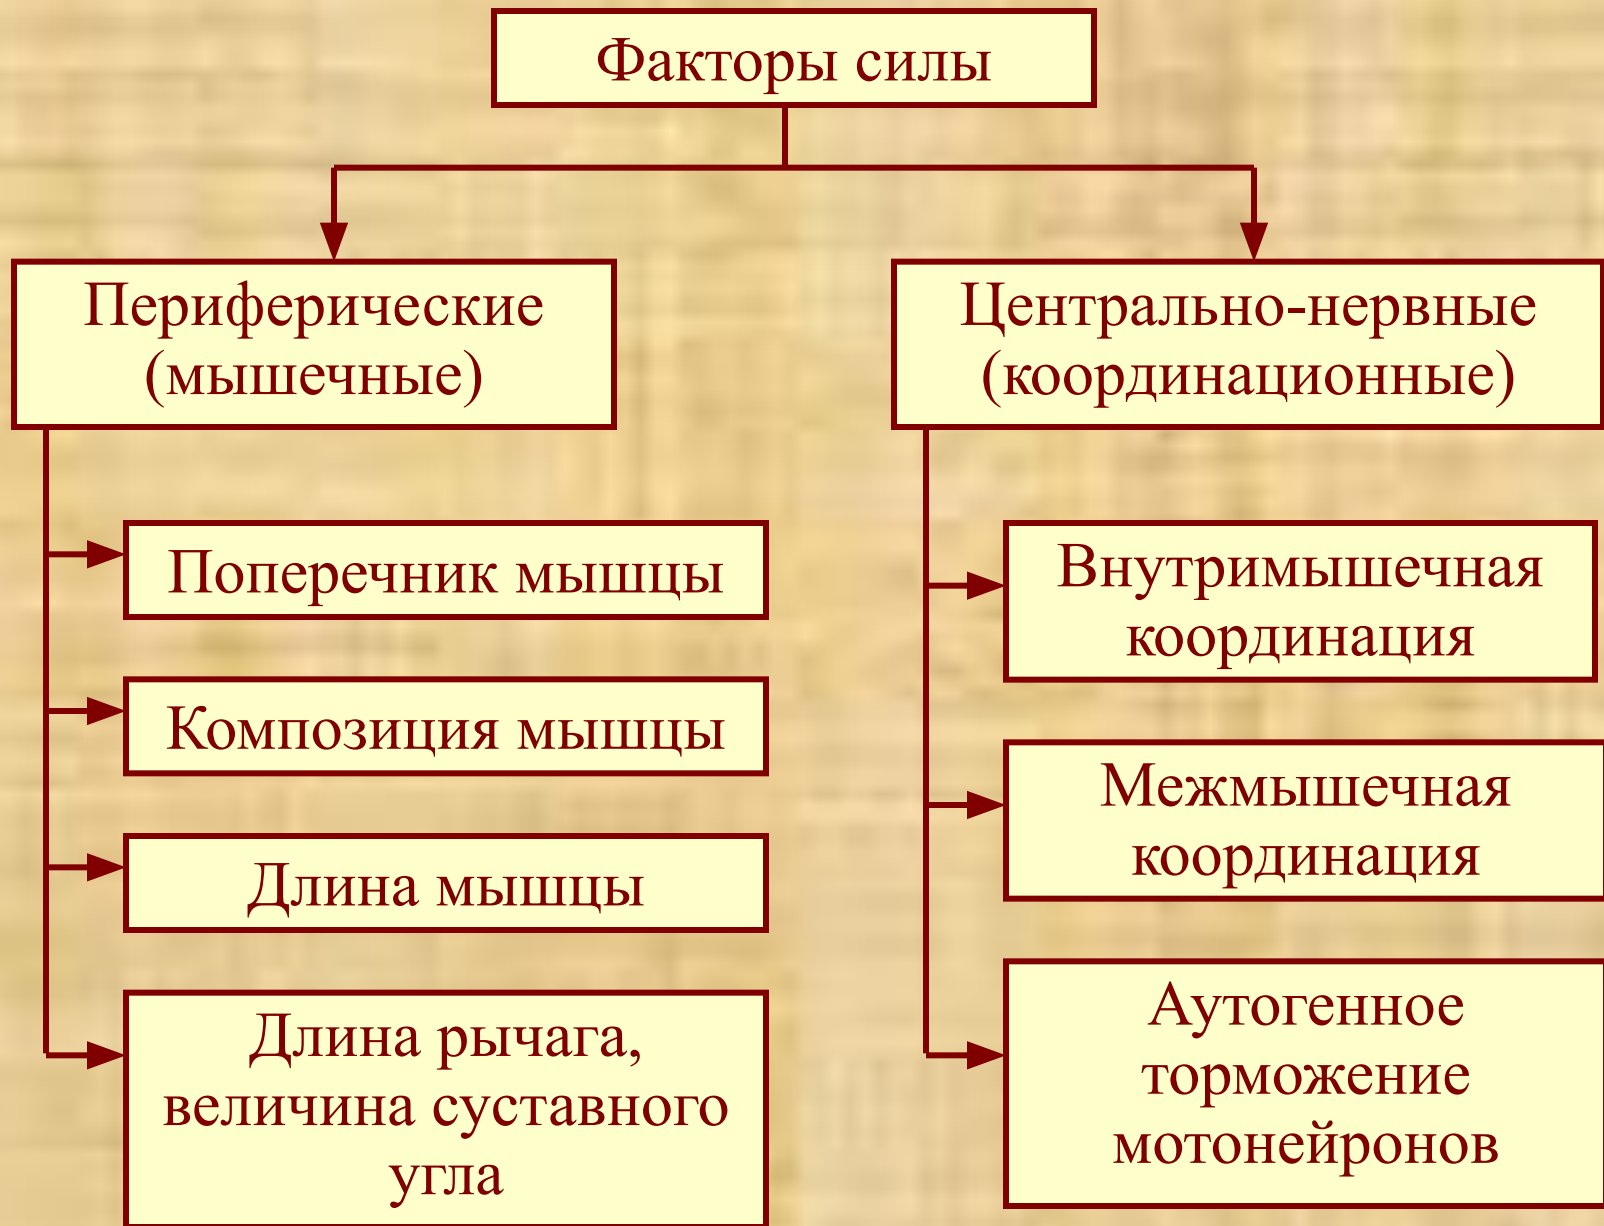 Факторы силы
Периферические
(мышечные)
Центрально-нервные
(координационные)
Поперечник мышцы
Композиция мышцы
Длина мышцы
Длина рычага,
величина суставного
угла
Внутримышечная
координация
Межмышечная
координация
Аутогенное
торможение
мотонейронов